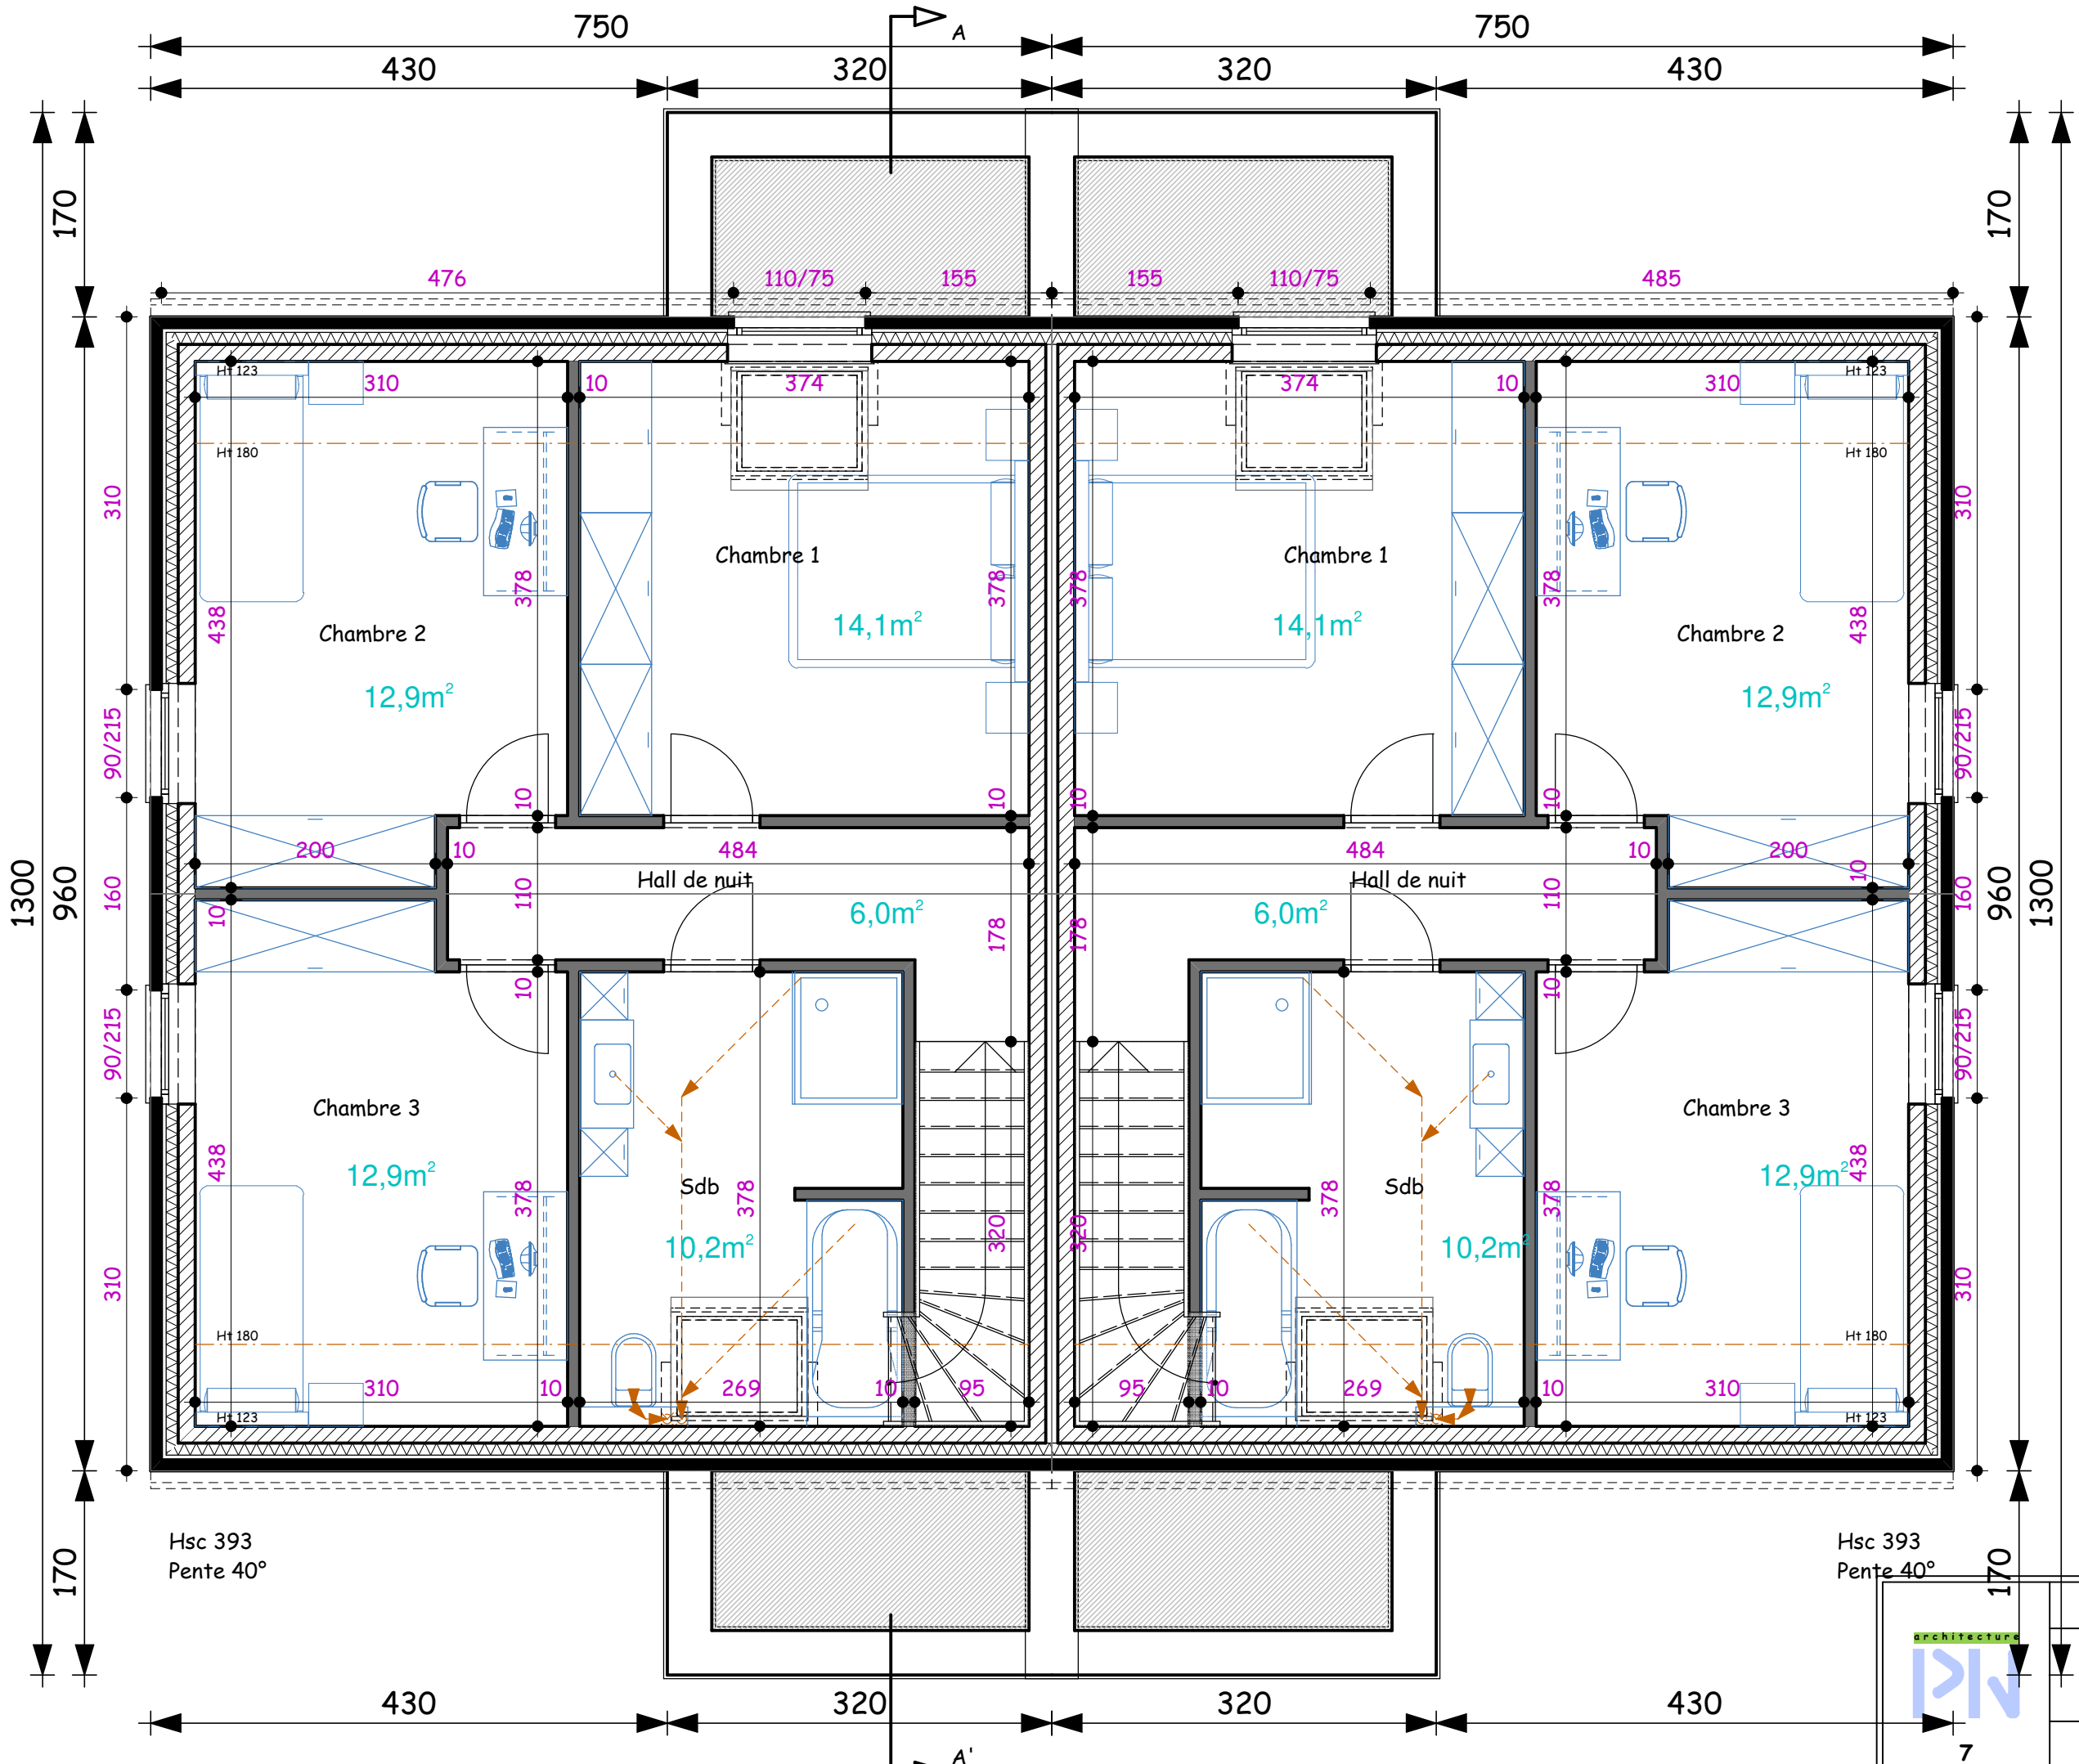 750 A 750
430 320 320 430
170 170
476 110/75 155 155 110/75 485
Ht 123 310 10 374 374 10 310 Ht 123
Ht 180 Ht 180
310 310
Chambre 1 Chambre 1
438 378 378 378 378 438
Chambre 2 14,1m² 14,1m² Chambre 2
12,9m² 12,9m²
90/215 90/215
10 10 10 10
200 10 484 484 10 200
1300 960 160 10 110 Hall de nuit Hall de nuit 110 10 160 960 1300
6,0m² 6,0m²
178 178
10 10
90/215 90/215
Chambre 3 Chambre 3
438 12,9m² 378 Sdb 378 378 Sdb 378 12,9m² 438
10,2m² 320 320 10,2m²
310 310
Ht 180 Ht 180
310 10 269 10 95 95 10 269 10 310
Ht 123 Ht 123
Hsc 393 Hsc 393
Pente 40° Pente 40°
170 170
architecture
PN
430 320 320 430
A' 7